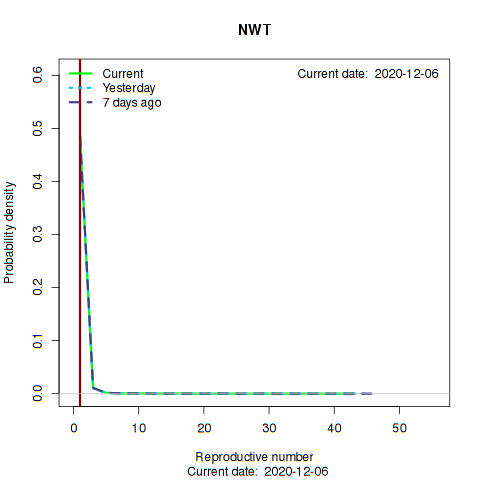 NWT
Current
Current date:  2020-12-06
Yesterday
7 days ago
Probability density
0.6
0.5
0.4
0.3
0.2
0.1
0.0
0 10 20 30 40 50
Reproductive number
Current date:  2020-12-06